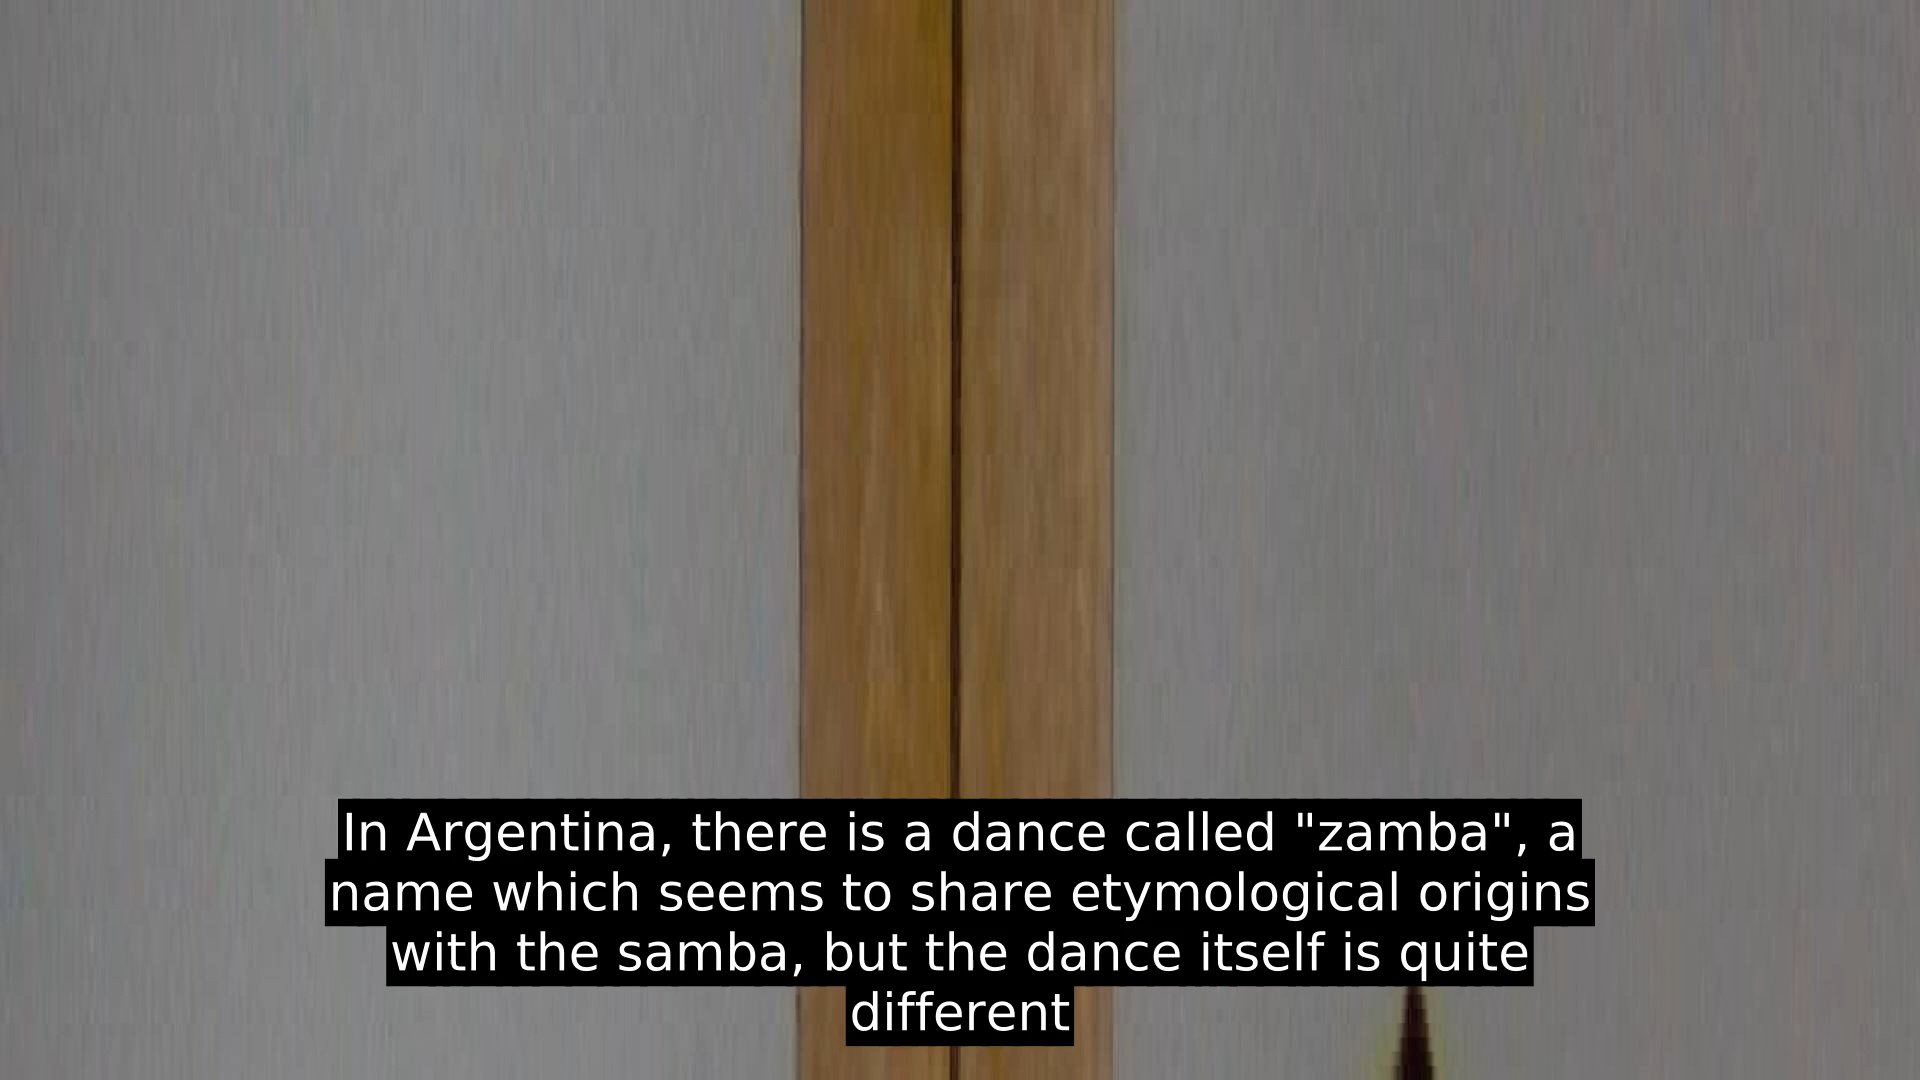 In Argentina, there is a dance called "zamba", a
name which seems to share etymological origins
with the samba, but the dance itself is quite
different